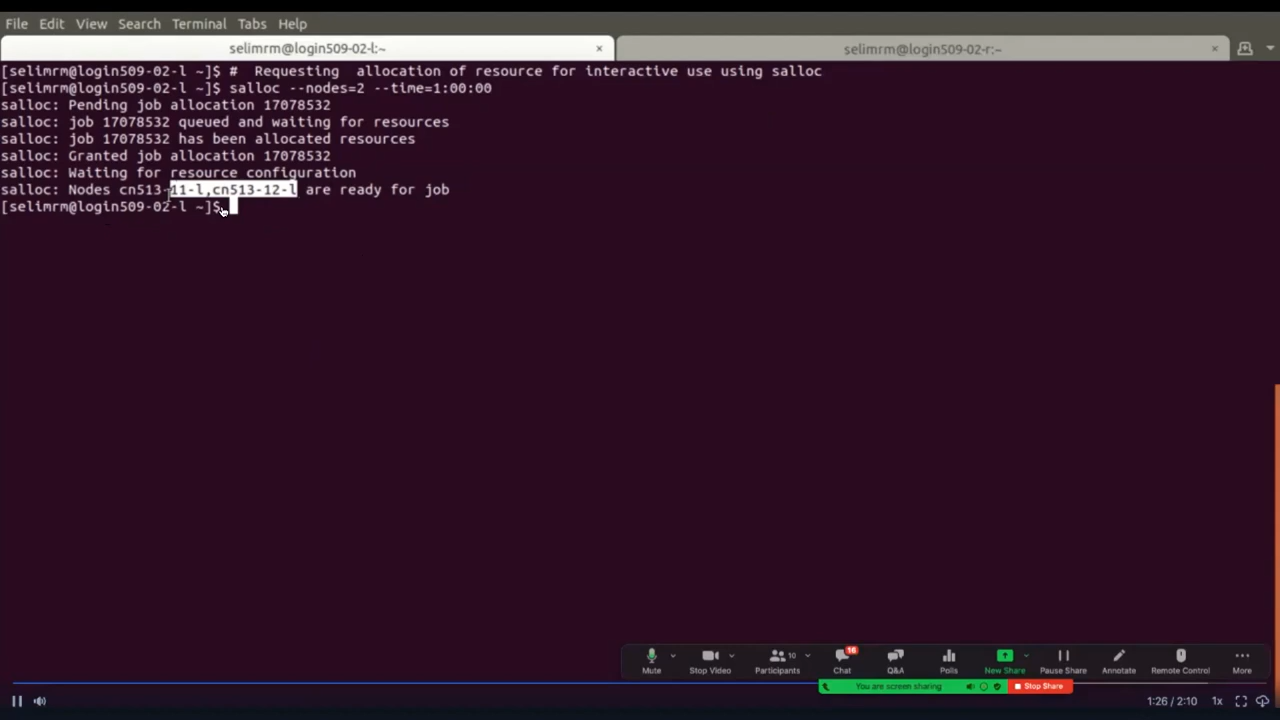 File Edit View Search Terminal Tabs Help
selimrm@login509-02-l:~ ×
selimrm@login509-02-r:~ ×
[selimrm@login509-02-l ~]$ #  Requesting  allocation of resource for interactive use using salloc
[selimrm@login509-02-l ~]$ salloc --nodes=2 --time=1:00:00
salloc: Pending job allocation 17078532
salloc: job 17078532 queued and waiting for resources
salloc: job 17078532 has been allocated resources
salloc: Granted job allocation 17078532
salloc: Waiting for resource configuration
salloc: Nodes cn513-11-l,cn513-12-l are ready for job
[selimrm@login509-02-l ~]$
10
16
Mute Stop Video Participants Chat Q&A Polls New Share Pause Share Annotate Remote Control More
You are screen sharing Stop Share
1:26 / 2:10 1x